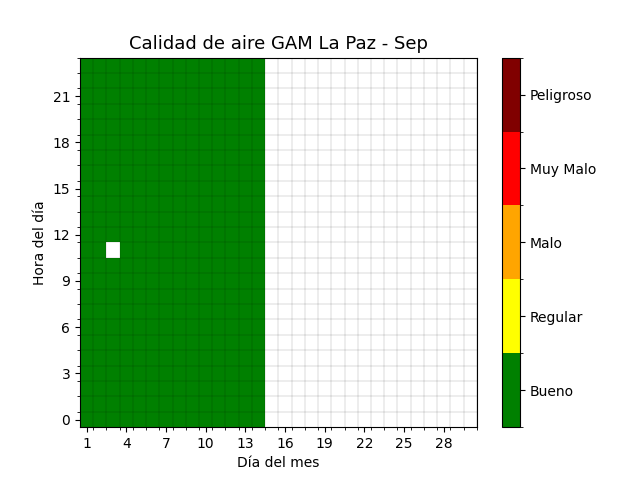 Calidad de aire GAM La Paz - Sep
Hora del día
21
18
15
12
9
6
3
0
1 4 7 10 13 16 19 22 25 28
Día del mes
Peligroso
Muy Malo
Malo
Regular
Bueno